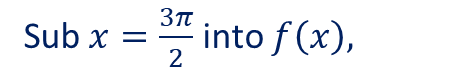 Sub x = 3π/2 into f(x),